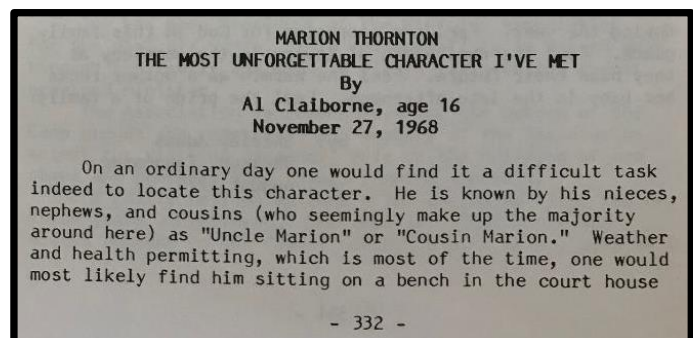 MARION THORNTON
THE MOST UNFORGETTABLE CHARACTER I'VE MET
By
Al Claiborne, age 16
November 27, 1968
On an ordinary day one would find it a difficult task
indeed to locate this character. He is known by his nieces,
nephews, and cousins (who seemingly make up the majority
around here) as "Uncle Marion" or "Cousin Marion." Weather
and health permitting, which is most of the time, one would
most likely find him sitting on a bench in the court house
- 332 -